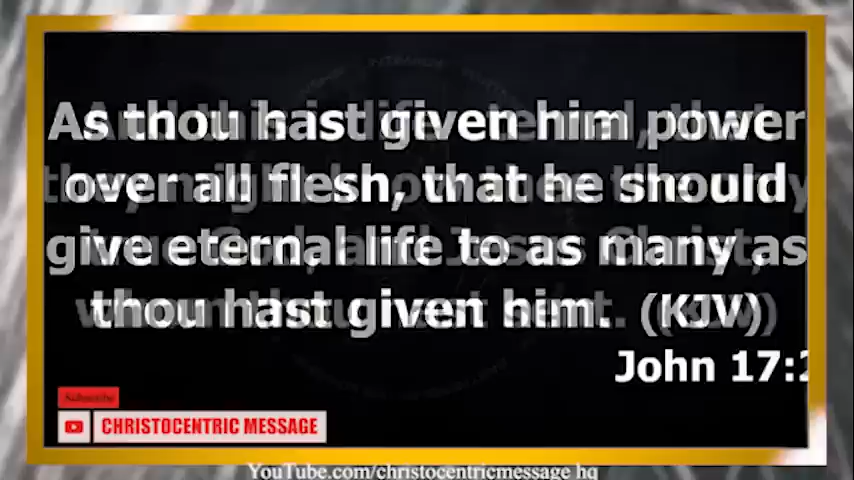 As thou hast given him power
over all flesh, that he should
give eternal life to as many as
thou hast given him. (KJV)
John 17:2
Subscribe
CHRISTOCENTRIC MESSAGE
YouTube.com/christocentricmessage hq